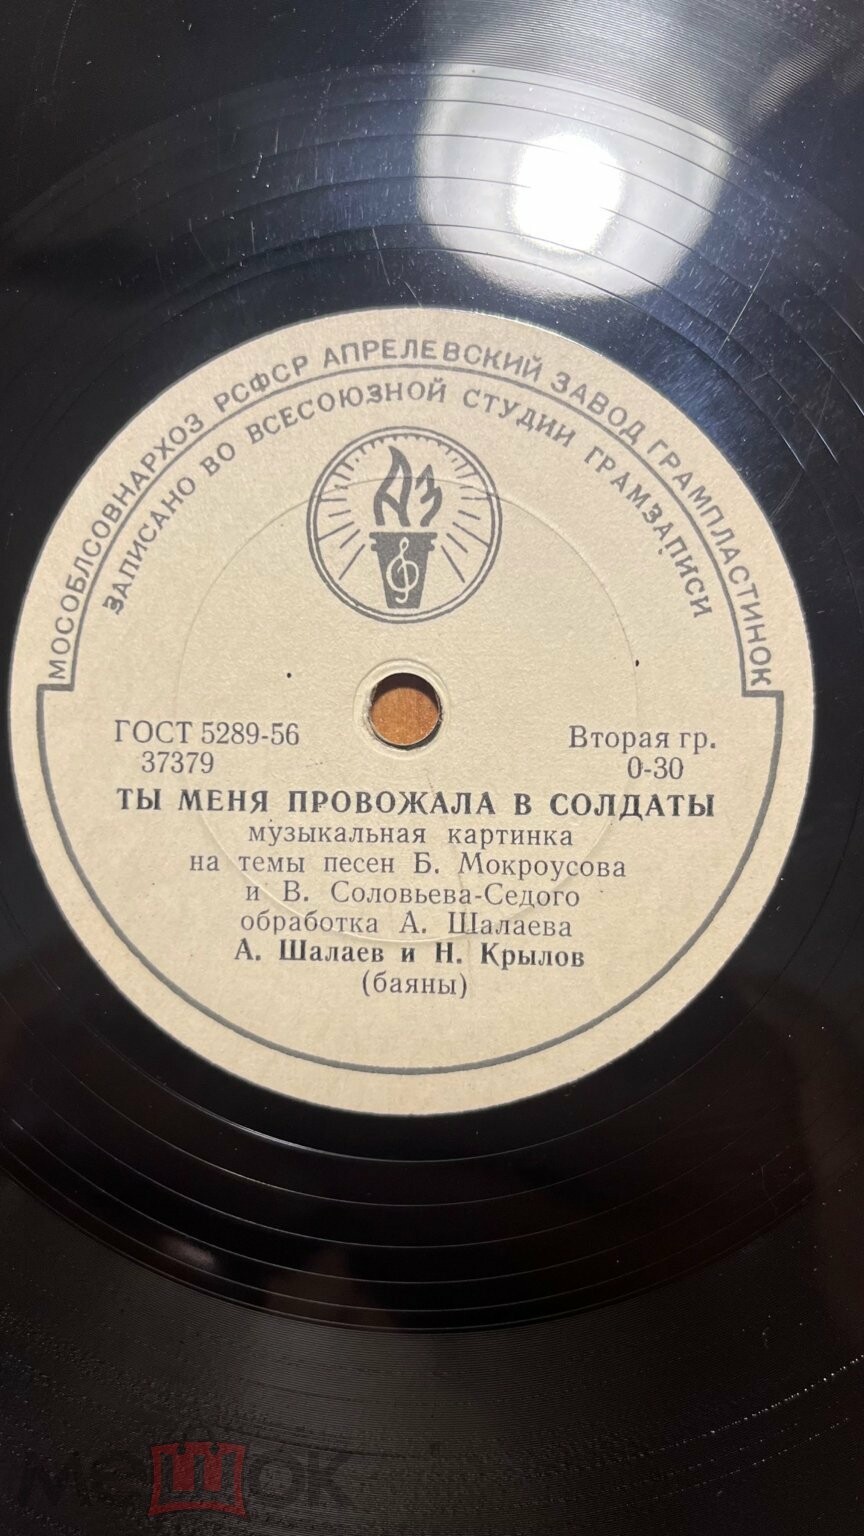 МОСОБЛСОВНАРХОЗ РСФСР АПРЕЛЕВСКИЙ ЗАВОД ГРАМПЛАСТИНОК
ЗАПИСАНО ВО ВСЕСОЮЗНОЙ СТУДИИ ГРАМЗАПИСИ
АЗ
ГОСТ 5289-56
Вторая гр.
37379
0-30
ТЫ МЕНЯ ПРОВОЖАЛА В СОЛДАТЫ
музыкальная картинка
на темы песен Б. Мокроусова
и В. Соловьева-Седого
обработка А. Шалаева
А. Шалаев и Н. Крылов
(баяны)
мешок